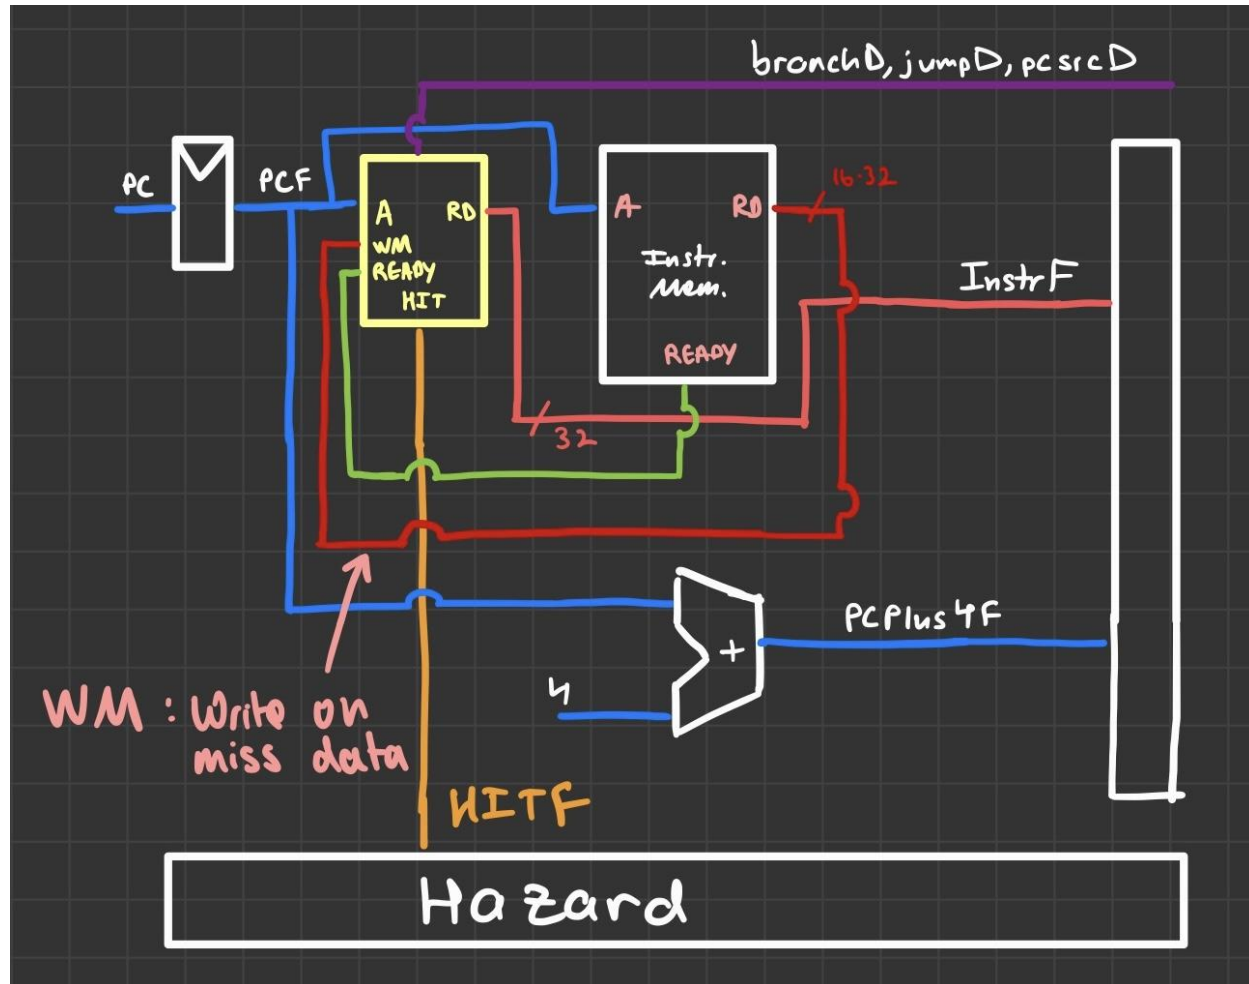 branchD, jumpD, pcsrcD
PC
PCF
A
RD
WM
READY
HIT
A
RD
Instr.
Mem.
READY
16·32
InstrF
32
PCPlus4F
+
4
WM : Write on
miss data
HITF
Hazard